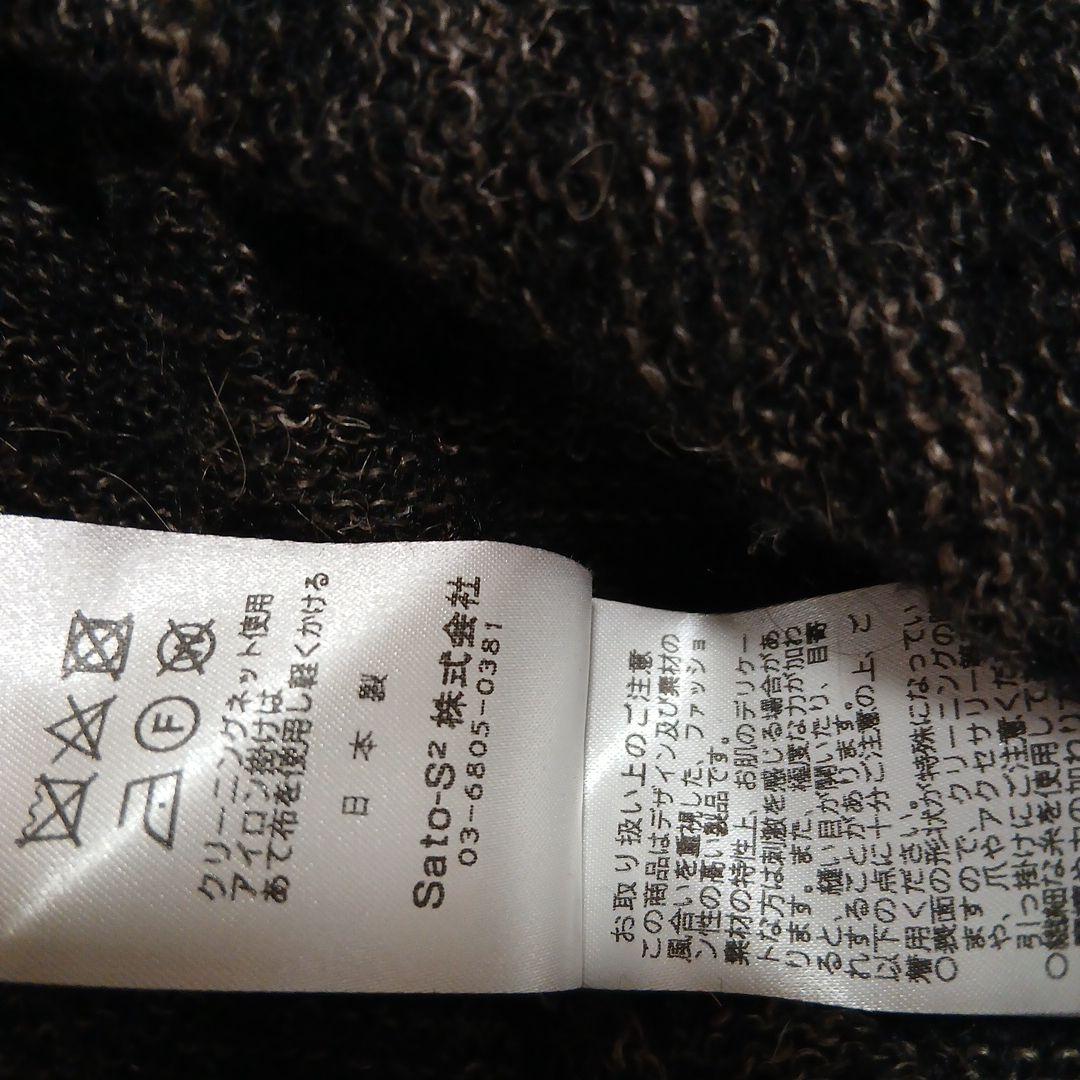 F
クリーニングネット使用
アイロン掛けは
あて布を使用し軽くかける
日本製
Sato-S² 株式会社
03-6805-0381
お取り扱い上のご注意
この商品はデザイン及び素材の
風合いを重視した、ファッショ
ン性の高い製品です。
素材の特性上、お肌のデリケー
トな方は刺激を感じる場合があ
ります。また、極度な力が加わ
ると、縫い目が開いたり、目寄
れすることがあります。
以下の点に十分ご注意の上、ご
着用ください。
○表面の形状が特殊になってい
ますので、クリーニングの
や、爪やアクセサリー
引っ掛けにご注意くだ
○繊細な糸を使用して